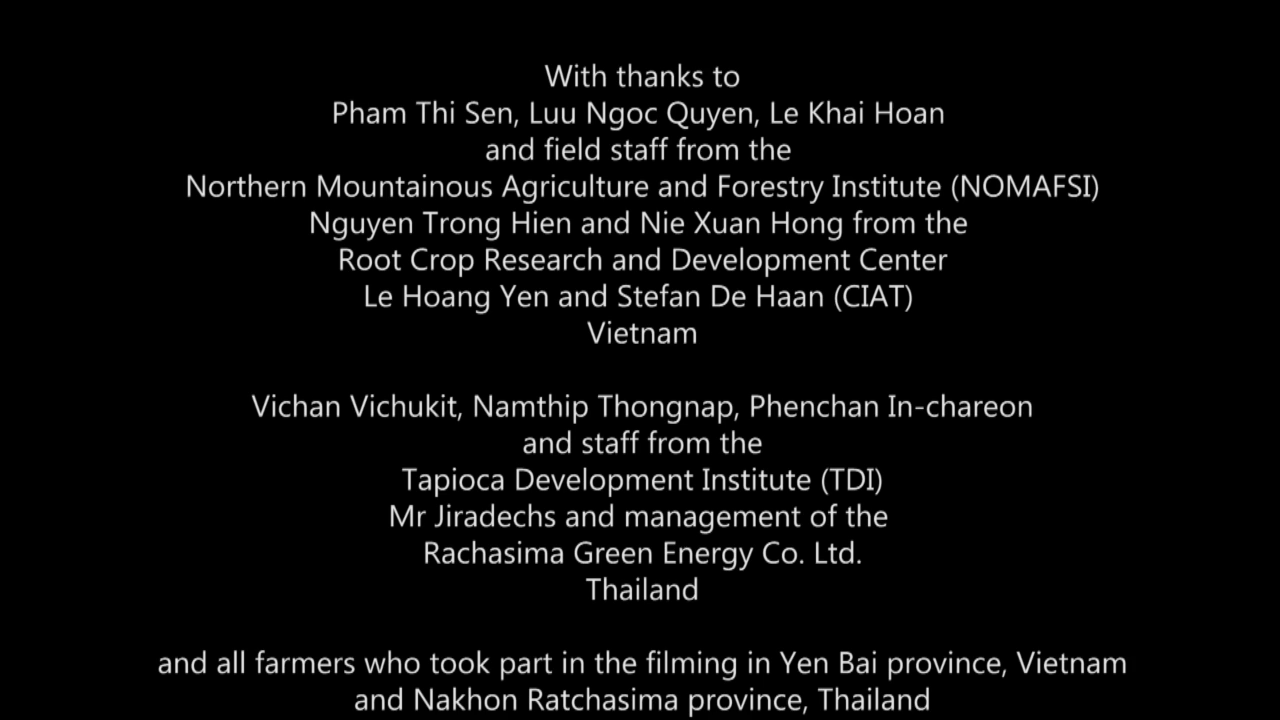 With thanks to
Pham Thi Sen, Luu Ngoc Quyen, Le Khai Hoan
and field staff from the
Northern Mountainous Agriculture and Forestry Institute (NOMAFSI)
Nguyen Trong Hien and Nie Xuan Hong from the
Root Crop Research and Development Center
Le Hoang Yen and Stefan De Haan (CIAT)
Vietnam
Vichan Vichukit, Namthip Thongnap, Phenchan In-chareon
and staff from the
Tapioca Development Institute (TDI)
Mr Jiradechs and management of the
Rachasima Green Energy Co. Ltd.
Thailand
and all farmers who took part in the filming in Yen Bai province, Vietnam
and Nakhon Ratchasima province, Thailand